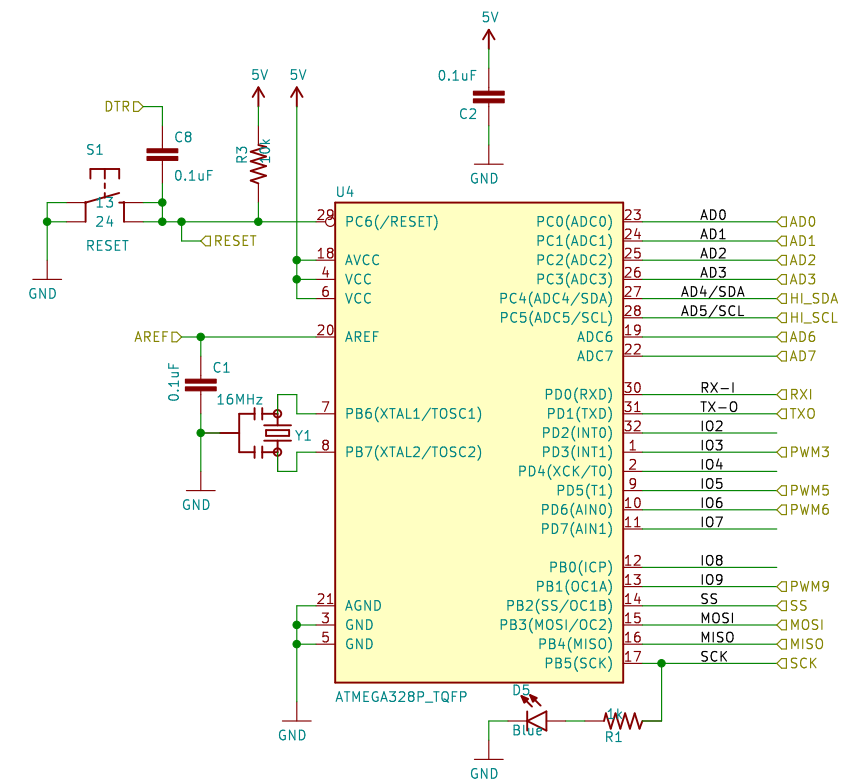 5V
0.1uF
C2
GND
5V
5V
DTR
C8
0.1uF
R3
10k
S1
13
24
RESET
RESET
GND
U4
29 PC6(/RESET)
18 AVCC
4 VCC
6 VCC
20 AREF
AREF
C1
0.1uF
16MHz
Y1
7 PB6(XTAL1/TOSC1)
8 PB7(XTAL2/TOSC2)
GND
21 AGND
3 GND
5 GND
GND
PC0(ADC0) 23 AD0 AD0
PC1(ADC1) 24 AD1 AD1
PC2(ADC2) 25 AD2 AD2
PC3(ADC3) 26 AD3 AD3
PC4(ADC4/SDA) 27 AD4/SDA HI_SDA
PC5(ADC5/SCL) 28 AD5/SCL HI_SCL
ADC6 19 AD6
ADC7 22 AD7
PD0(RXD) 30 RX-I RXI
PD1(TXD) 31 TX-O TXO
PD2(INT0) 32 IO2
PD3(INT1) 1 IO3 PWM3
PD4(XCK/T0) 2 IO4
PD5(T1) 9 IO5 PWM5
PD6(AIN0) 10 IO6 PWM6
PD7(AIN1) 11 IO7
PB0(ICP) 12 IO8
PB1(OC1A) 13 IO9 PWM9
PB2(SS/OC1B) 14 SS SS
PB3(MOSI/OC2) 15 MOSI MOSI
PB4(MISO) 16 MISO MISO
PB5(SCK) 17 SCK SCK
ATMEGA328P_TQFP
D5
Blue
1k
R1
GND